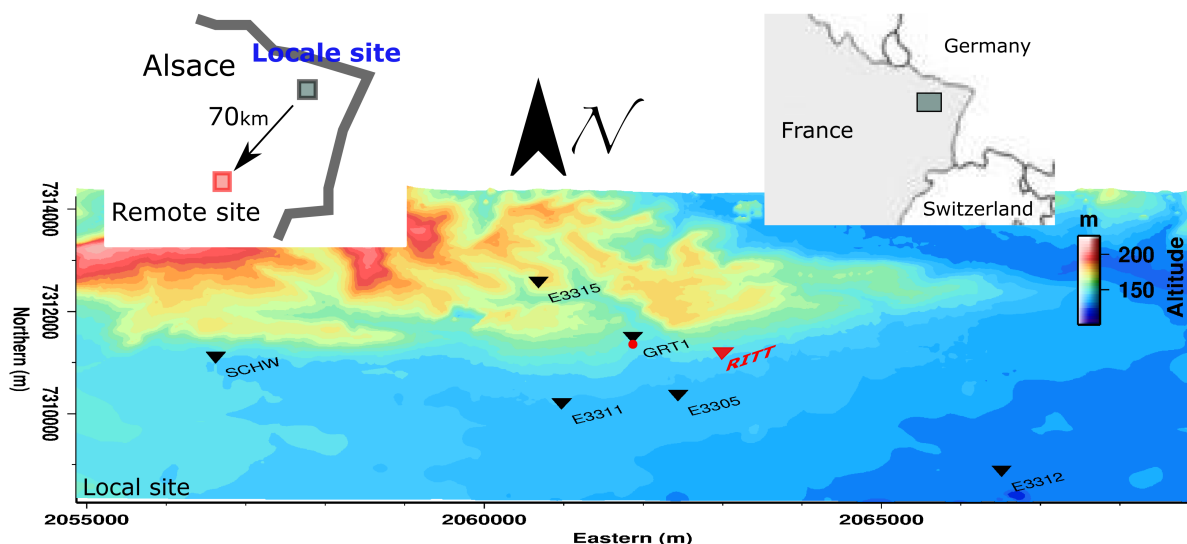 Locale site
Alsace
70km
Remote site
N
Germany
France
Switzerland
m
200
150
Altitude
7314000
7312000
7310000
Northern (m)
E3315
GRT1
RITT
SCHW
E3311
E3305
E3312
Local site
2055000
2060000
2065000
Eastern (m)